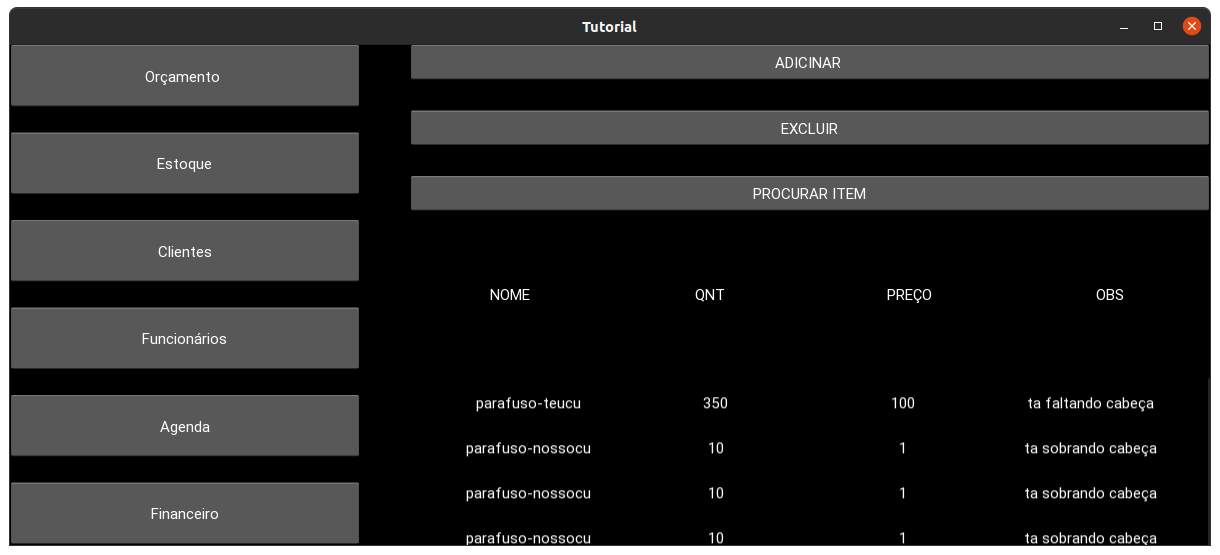 Tutorial
Orçamento
Estoque
Clientes
Funcionários
Agenda
Financeiro
ADICINAR
EXCLUIR
PROCURAR ITEM
NOME QNT PREÇO OBS
parafuso-teucu 350 100 ta faltando cabeça
parafuso-nossocu 10 1 ta sobrando cabeça
parafuso-nossocu 10 1 ta sobrando cabeça
parafuso-nossocu 10 1 ta sobrando cabeça